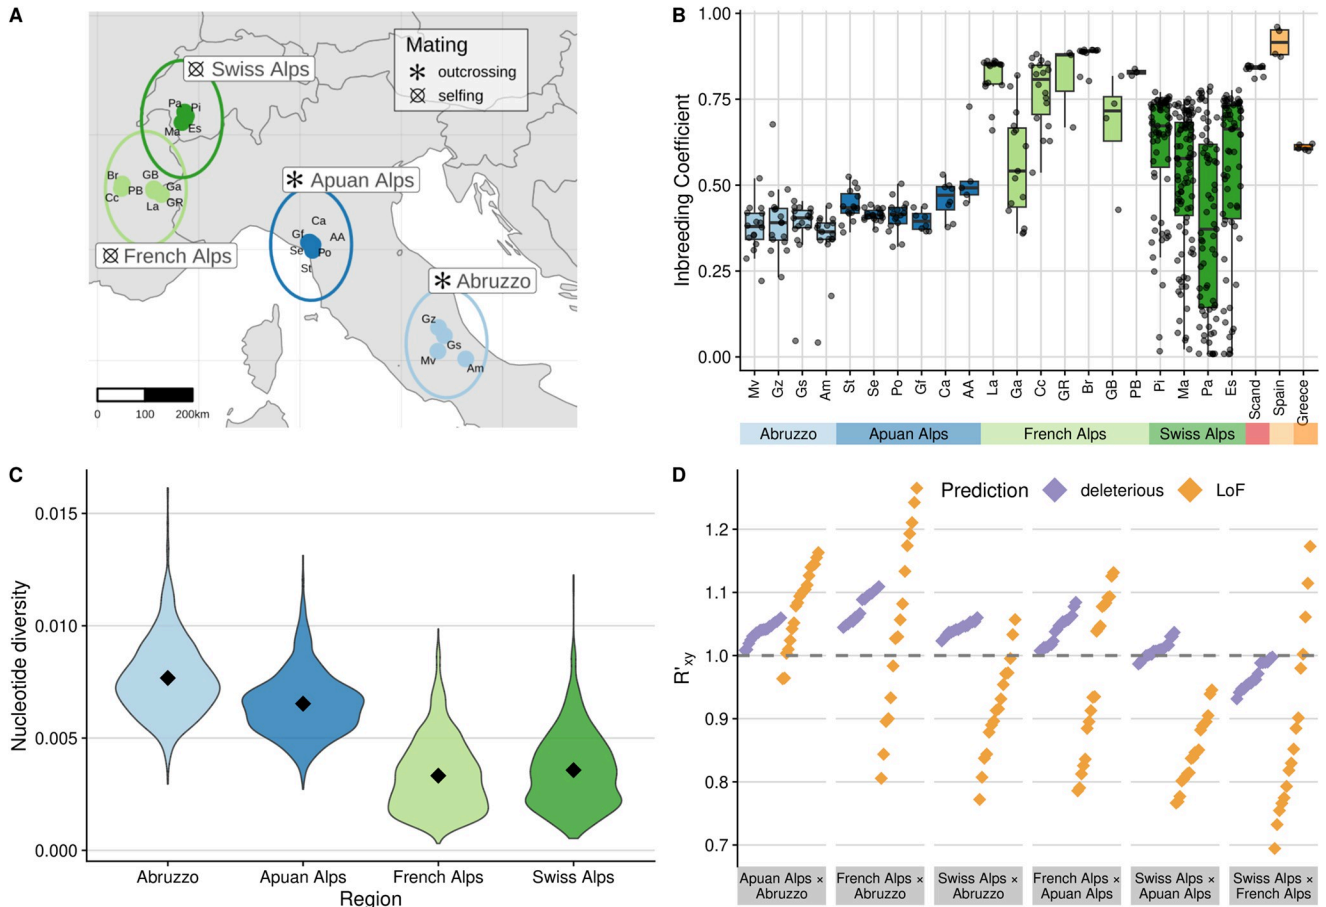 A
Mating
outcrossing
selfing
Swiss Alps
Pa
Pi
Ma
Es
Br
GB
PB
Ga
Cc
La
GR
French Alps
Apuan Alps
Ca
Gf
AA
Se
Po
St
Abruzzo
Gz
Gs
Mv
Am
0
100
200km
B
Inbreeding Coefficient
1.00
0.75
0.50
0.25
0.00
Mv
Gz
Gs
Am
St
Se
Po
Gf
Ca
AA
La
Ga
Cc
GR
Br
GB
PB
Pi
Ma
Pa
Es
Scand
Spain
Greece
Abruzzo
Apuan Alps
French Alps
Swiss Alps
C
Nucleotide diversity
0.015
0.010
0.005
0.000
Abruzzo
Apuan Alps
French Alps
Swiss Alps
Region
D
Prediction
deleterious
LoF
R'xy
1.2
1.1
1.0
0.9
0.8
0.7
Apuan Alps ×
Abruzzo
French Alps ×
Abruzzo
Swiss Alps ×
Abruzzo
French Alps ×
Apuan Alps
Swiss Alps ×
Apuan Alps
Swiss Alps ×
French Alps